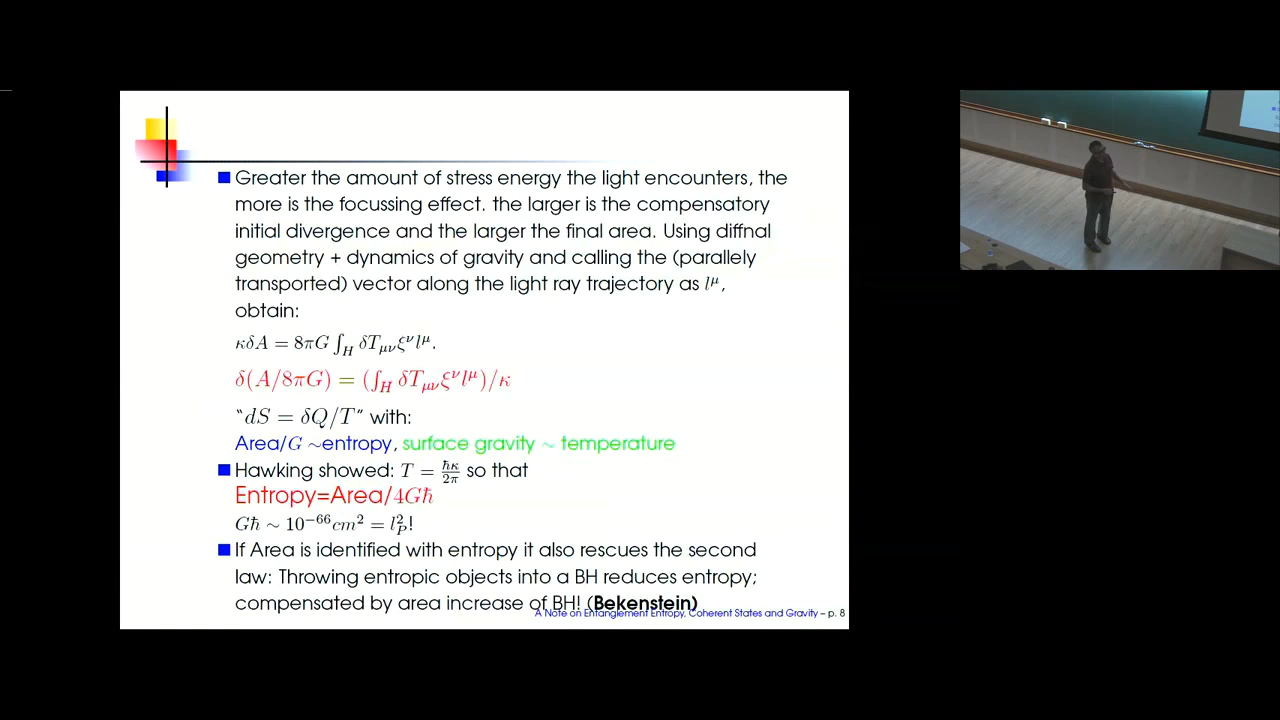 Greater the amount of stress energy the light encounters, the
more is the focussing effect. the larger is the compensatory
initial divergence and the larger the final area. Using diffnal
geometry + dynamics of gravity and calling the (parallely
transported) vector along the light ray trajectory as l^μ,
obtain:
κδA = 8πG ∫_H δT_{μν}ξ^ν l^μ.
δ(A/8πG) = (∫_H δT_{μν}ξ^ν l^μ)/κ
“dS = δQ/T” with:
Area/G ∼entropy, surface gravity ∼ temperature
Hawking showed: T = ħκ/2π so that
Entropy=Area/4Għ
Għ ∼ 10^{−66}cm^2 = l_P^2!
If Area is identified with entropy it also rescues the second
law: Throwing entropic objects into a BH reduces entropy;
compensated by area increase of BH! (Bekenstein)
A Note on Entanglement Entropy, Coherent States and Gravity – p. 8